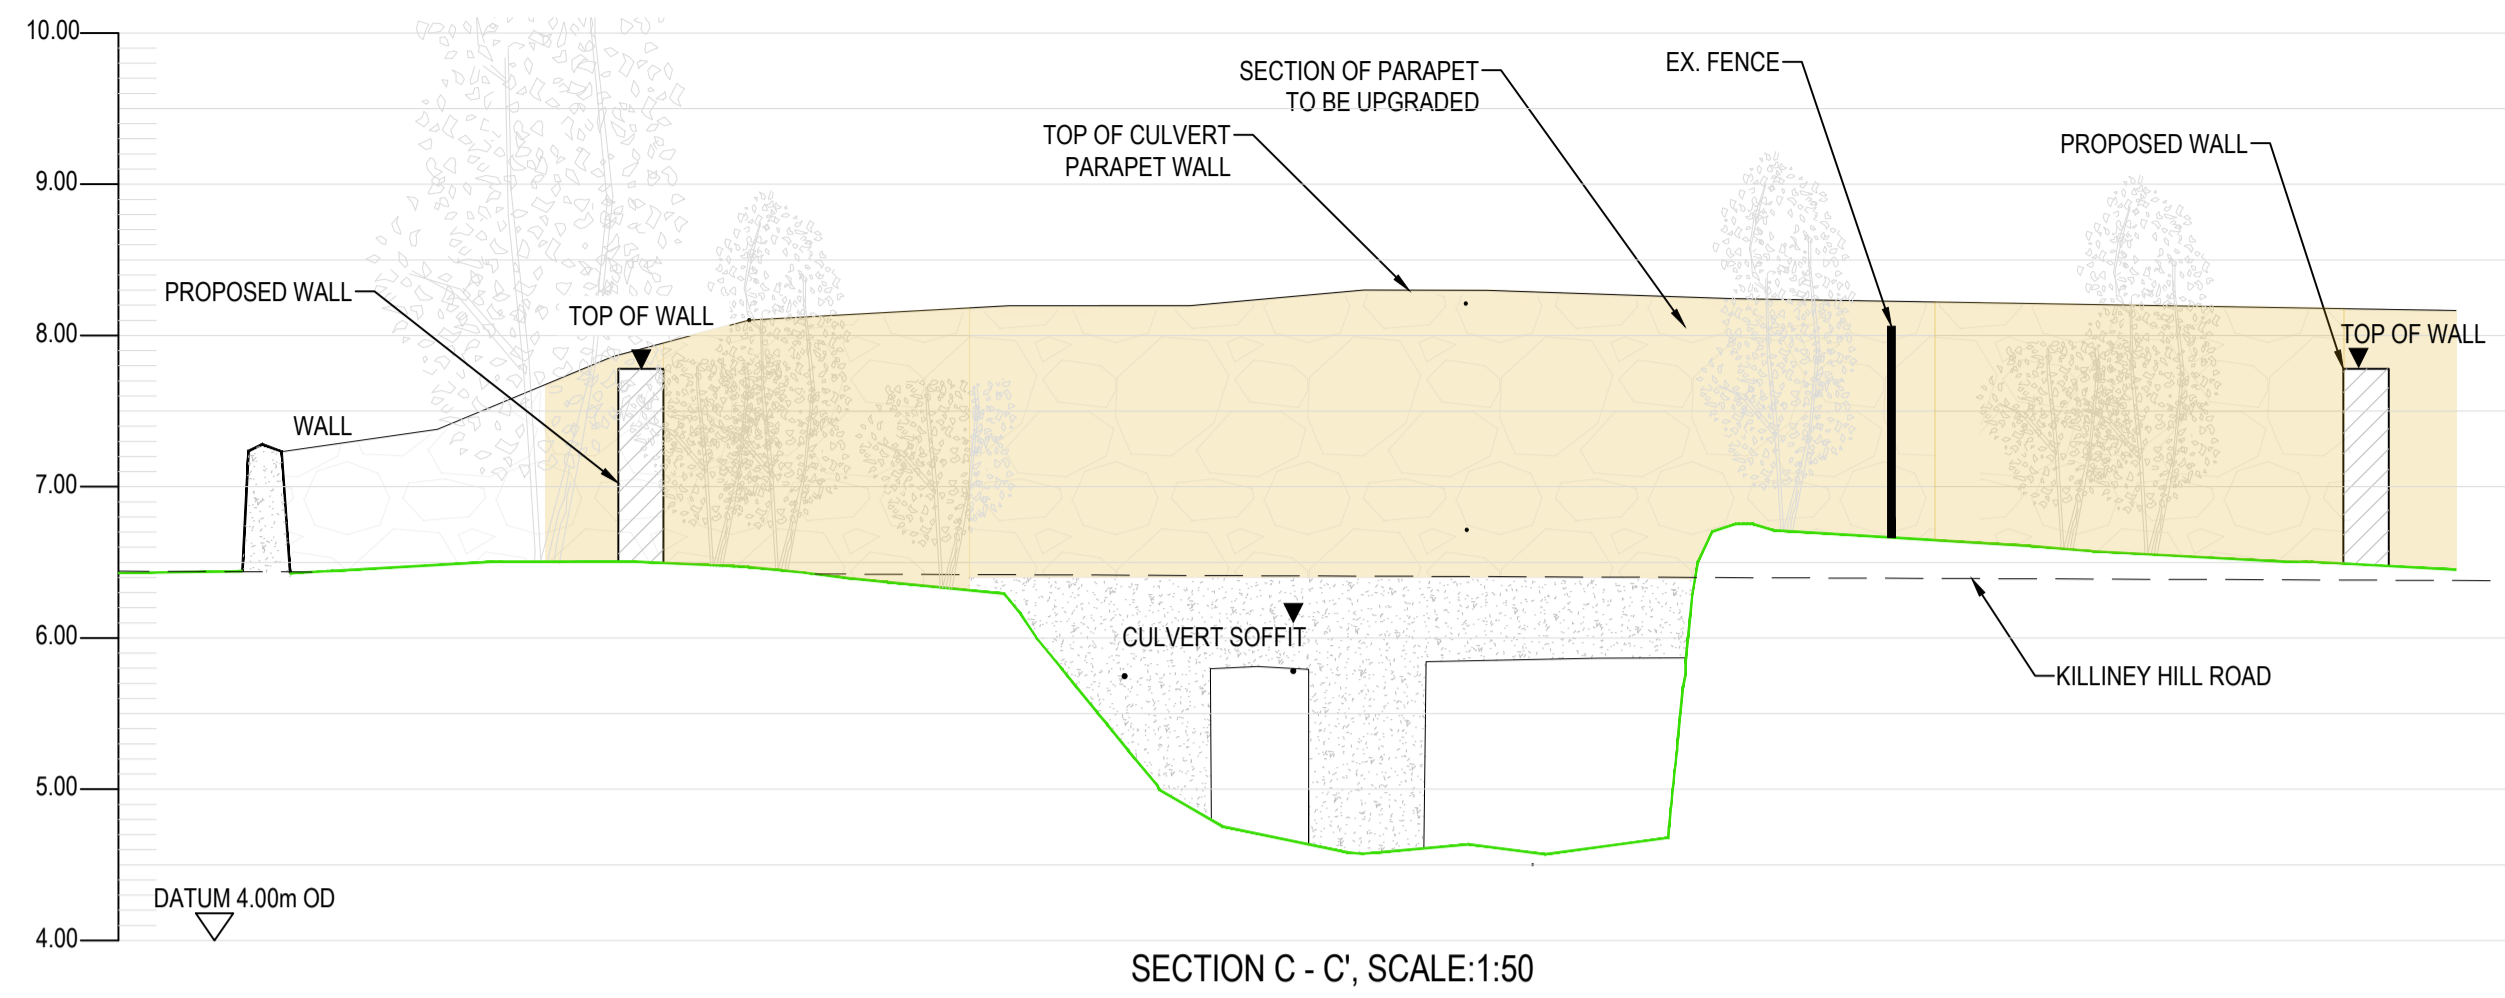 10.00
9.00
8.00
7.00
6.00
5.00
4.00
SECTION OF PARAPET
TO BE UPGRADED
EX. FENCE
TOP OF CULVERT
PARAPET WALL
PROPOSED WALL
PROPOSED WALL
TOP OF WALL
TOP OF WALL
WALL
CULVERT SOFFIT
KILLINEY HILL ROAD
DATUM 4.00m OD
SECTION C - C', SCALE:1:50